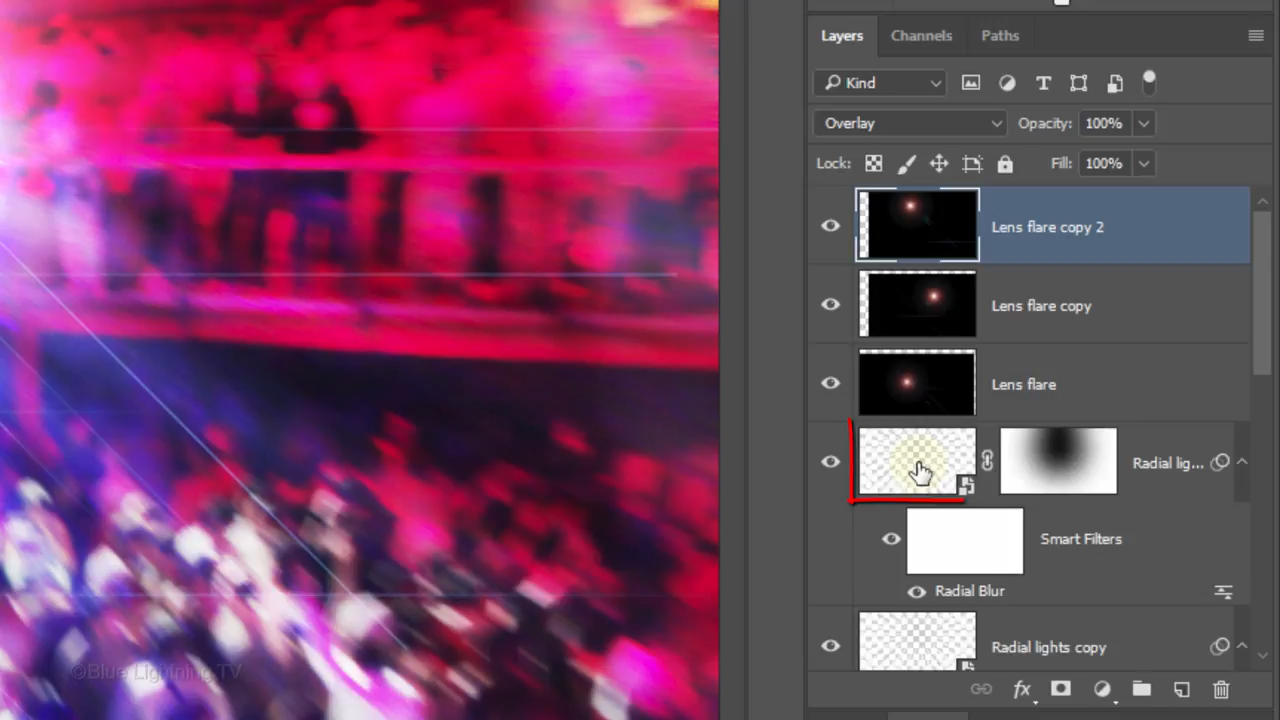 Layers Channels Paths
Kind
Overlay Opacity: 100%
Lock: Fill: 100%
Lens flare copy 2
Lens flare copy
Lens flare
Radial lig...
Smart Filters
Radial Blur
Radial lights copy
fx
©Blue Lightning TV